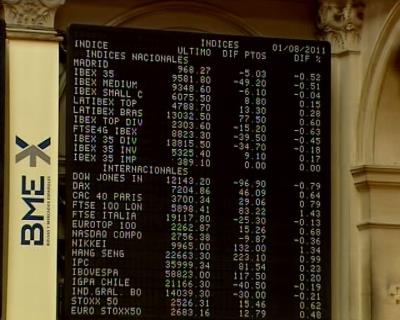 INDICES
INDICE ULTIMO DIF PTOS DIF %
01/08/2011
INDICES NACIONALES
MADRID 968.27 -5.03 -0.52
IBEX 35 9581.80 -49.20 -0.51
IBEX MEDIUM 9348.60 -6.10 -0.04
IBEX SMALL C 6075.50 8.80 0.15
LATIBEX TOP 4788.70 13.30 0.28
LATIBEX BRAS 13032.50 77.50 0.60
IBEX TOP DIV 2303.60 -15.20 -0.63
FTSE4G IBEX 8823.30 -39.50 -0.45
IBEX 35 DIV 18815.50 -34.70 -0.18
IBEX 35 INV 5325.40 9.10 0.17
IBEX 35 IMP 389.10 0.00 0.00
INTERNACIONALES
DOW JONES IN 12143.20 -96.90 -0.79
DAX 7204.86 46.09 0.64
CAC 40 PARIS 3700.34 29.06 0.79
FTSE 100 LON 5898.41 83.22 1.43
FTSE ITALIA 19117.80 -25.30 -0.13
EUROTOP 100 2262.87 15.26 0.68
NASDAQ COMPO 2756.38 -9.87 -0.36
NIKKEI 9965.00 132.00 1.34
HANG SENG 22663.30 223.10 0.99
IPC 35999.34 81.54 0.23
IBOVESPA 58823.00 117.50 0.20
IGPA CHILE 21166.30 -40.50 -0.19
IND.GRAL. BO 14039.30 -30.00 -0.21
STOXX 50 2526.31 15.46 0.62
EURO STOXX50 2683.16 12.79 0.48
BME